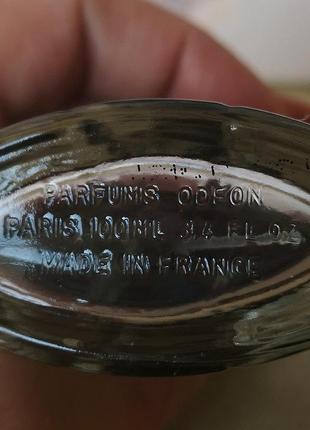 PARFUMS ODEON
PARIS 100ML 3.4 FL OZ
MADE IN FRANCE